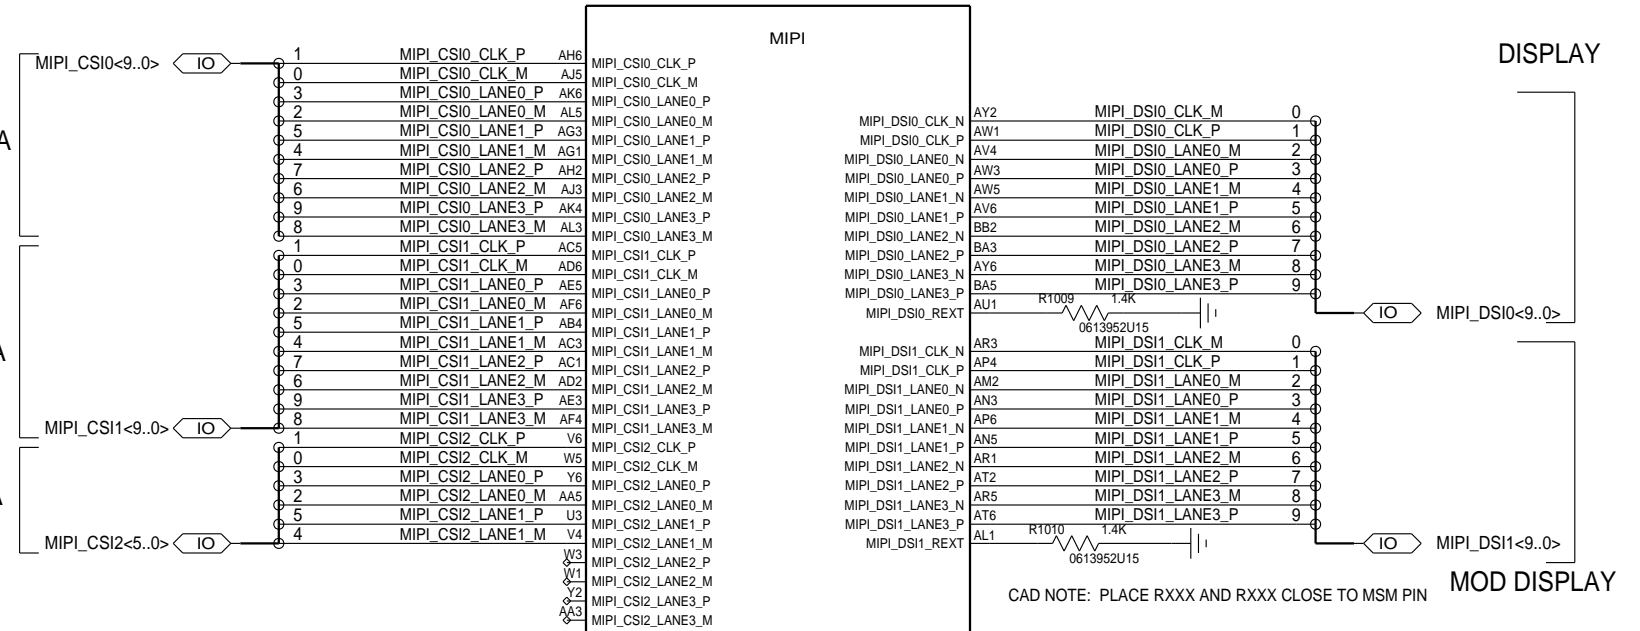 MIPI
DISPLAY
MIPI_CSI0<9..0> IO
A
1 MIPI_CSI0_CLK_P AH6 MIPI_CSI0_CLK_P
0 MIPI_CSI0_CLK_M AJ5 MIPI_CSI0_CLK_M
3 MIPI_CSI0_LANE0_P AK6 MIPI_CSI0_LANE0_P
2 MIPI_CSI0_LANE0_M AL5 MIPI_CSI0_LANE0_M
5 MIPI_CSI0_LANE1_P AG3 MIPI_CSI0_LANE1_P
4 MIPI_CSI0_LANE1_M AG1 MIPI_CSI0_LANE1_M
7 MIPI_CSI0_LANE2_P AH2 MIPI_CSI0_LANE2_P
6 MIPI_CSI0_LANE2_M AJ3 MIPI_CSI0_LANE2_M
9 MIPI_CSI0_LANE3_P AK4 MIPI_CSI0_LANE3_P
8 MIPI_CSI0_LANE3_M AL3 MIPI_CSI0_LANE3_M
A
1 MIPI_CSI1_CLK_P AC5 MIPI_CSI1_CLK_P
0 MIPI_CSI1_CLK_M AD6 MIPI_CSI1_CLK_M
3 MIPI_CSI1_LANE0_P AE5 MIPI_CSI1_LANE0_P
2 MIPI_CSI1_LANE0_M AF6 MIPI_CSI1_LANE0_M
5 MIPI_CSI1_LANE1_P AB4 MIPI_CSI1_LANE1_P
4 MIPI_CSI1_LANE1_M AC3 MIPI_CSI1_LANE1_M
7 MIPI_CSI1_LANE2_P AC1 MIPI_CSI1_LANE2_P
6 MIPI_CSI1_LANE2_M AD2 MIPI_CSI1_LANE2_M
9 MIPI_CSI1_LANE3_P AE3 MIPI_CSI1_LANE3_P
8 MIPI_CSI1_LANE3_M AF4 MIPI_CSI1_LANE3_M
MIPI_CSI1<9..0> IO
A
1 MIPI_CSI2_CLK_P V6 MIPI_CSI2_CLK_P
0 MIPI_CSI2_CLK_M W5 MIPI_CSI2_CLK_M
3 MIPI_CSI2_LANE0_P Y6 MIPI_CSI2_LANE0_P
2 MIPI_CSI2_LANE0_M AA5 MIPI_CSI2_LANE0_M
5 MIPI_CSI2_LANE1_P U3 MIPI_CSI2_LANE1_P
4 MIPI_CSI2_LANE1_M V4 MIPI_CSI2_LANE1_M
MIPI_CSI2<5..0> IO
W3 MIPI_CSI2_LANE2_P
W1 MIPI_CSI2_LANE2_M
Y2 MIPI_CSI2_LANE3_P
AA3 MIPI_CSI2_LANE3_M
MIPI_DSI0_CLK_N AY2 MIPI_DSI0_CLK_M 0
MIPI_DSI0_CLK_P AW1 MIPI_DSI0_CLK_P 1
MIPI_DSI0_LANE0_N AV4 MIPI_DSI0_LANE0_M 2
MIPI_DSI0_LANE0_P AW3 MIPI_DSI0_LANE0_P 3
MIPI_DSI0_LANE1_N AW5 MIPI_DSI0_LANE1_M 4
MIPI_DSI0_LANE1_P AV6 MIPI_DSI0_LANE1_P 5
MIPI_DSI0_LANE2_N BB2 MIPI_DSI0_LANE2_M 6
MIPI_DSI0_LANE2_P BA3 MIPI_DSI0_LANE2_P 7
MIPI_DSI0_LANE3_N AY6 MIPI_DSI0_LANE3_M 8
MIPI_DSI0_LANE3_P BA5 MIPI_DSI0_LANE3_P 9
MIPI_DSI0_REXT AU1 R1009 1.4K
0613952U15
IO MIPI_DSI0<9..0>
MIPI_DSI1_CLK_N AR3 MIPI_DSI1_CLK_M 0
MIPI_DSI1_CLK_P AP4 MIPI_DSI1_CLK_P 1
MIPI_DSI1_LANE0_N AM2 MIPI_DSI1_LANE0_M 2
MIPI_DSI1_LANE0_P AN3 MIPI_DSI1_LANE0_P 3
MIPI_DSI1_LANE1_N AP6 MIPI_DSI1_LANE1_M 4
MIPI_DSI1_LANE1_P AN5 MIPI_DSI1_LANE1_P 5
MIPI_DSI1_LANE2_N AR1 MIPI_DSI1_LANE2_M 6
MIPI_DSI1_LANE2_P AT2 MIPI_DSI1_LANE2_P 7
MIPI_DSI1_LANE3_N AR5 MIPI_DSI1_LANE3_M 8
MIPI_DSI1_LANE3_P AT6 MIPI_DSI1_LANE3_P 9
MIPI_DSI1_REXT AL1 R1010 1.4K
0613952U15
IO MIPI_DSI1<9..0>
MOD DISPLAY
CAD NOTE: PLACE RXXX AND RXXX CLOSE TO MSM PIN